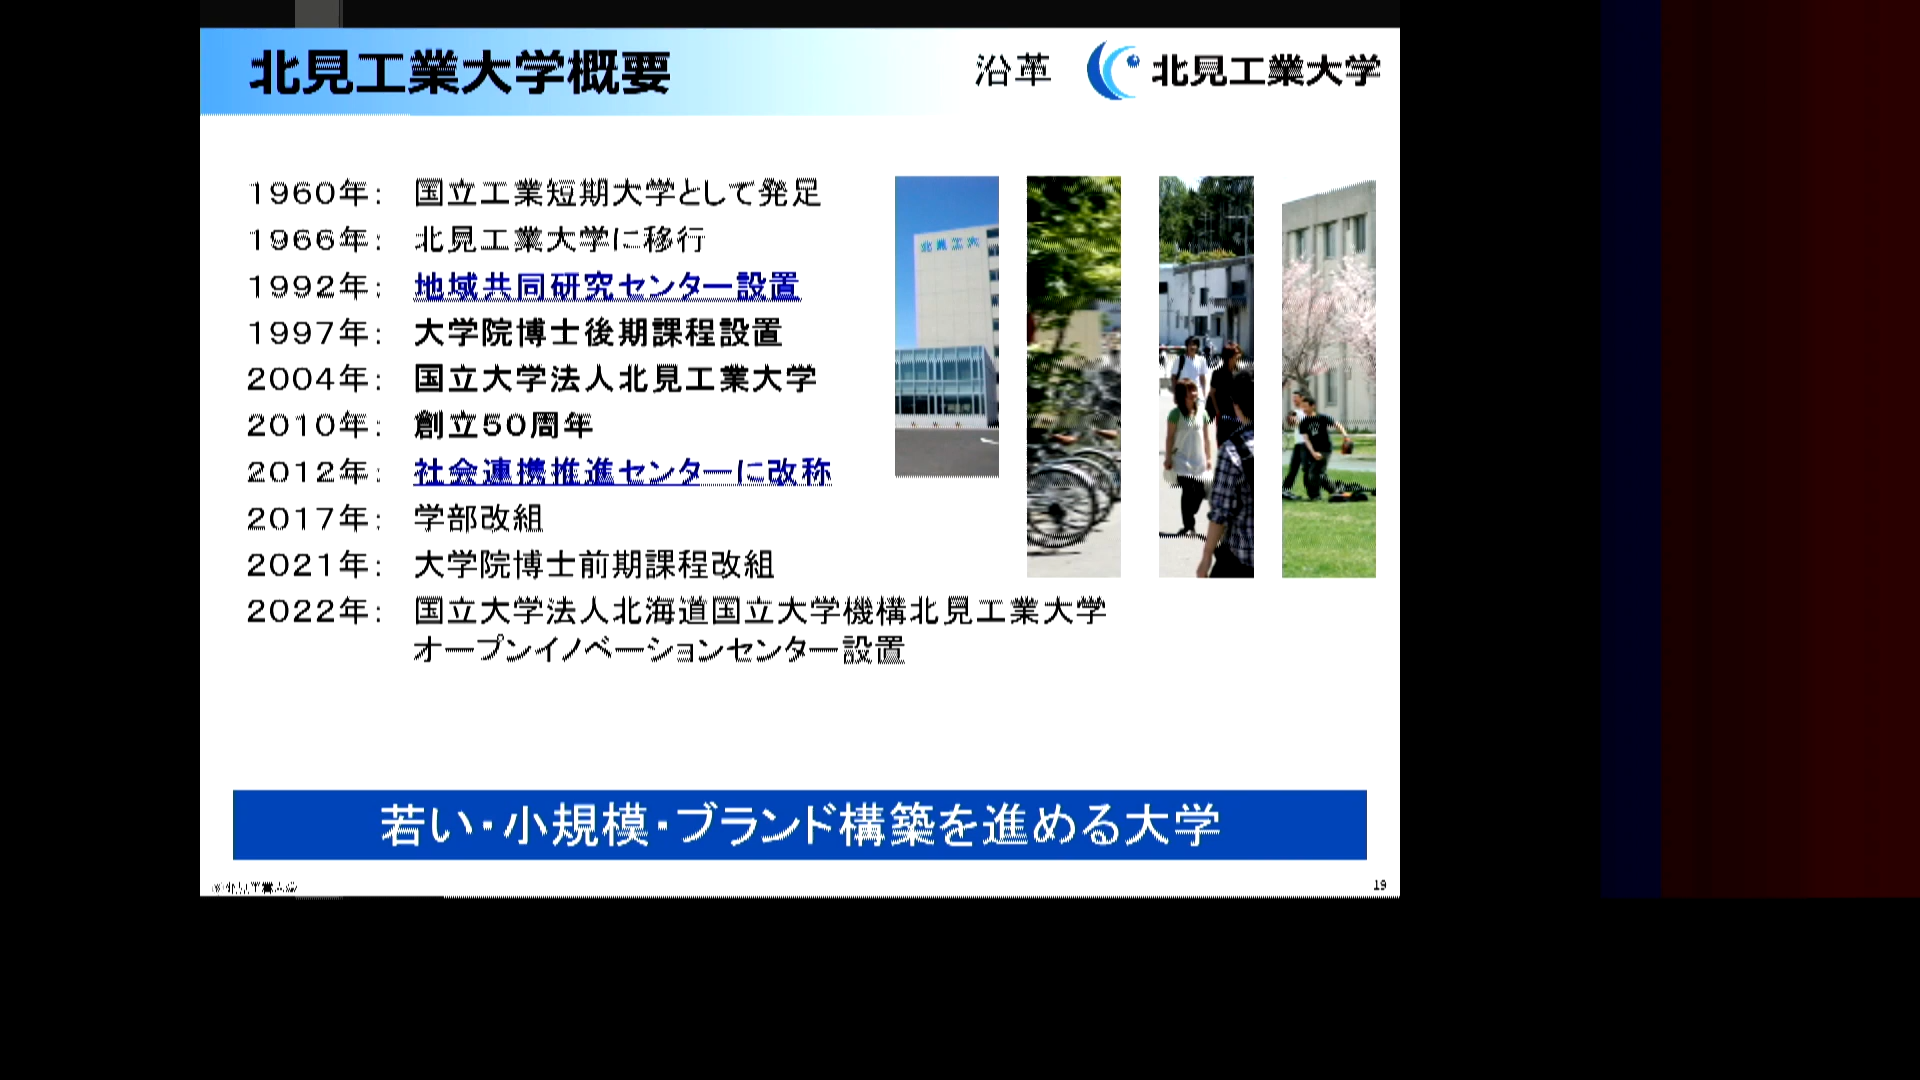 北見工業大学概要
沿革
北見工業大学
1960年： 国立工業短期大学として発足
1966年： 北見工業大学に移行
1992年： 地域共同研究センター設置
1997年： 大学院博士後期課程設置
2004年： 国立大学法人北見工業大学
2010年： 創立50周年
2012年： 社会連携推進センターに改称
2017年： 学部改組
2021年： 大学院博士前期課程改組
2022年： 国立大学法人北海道国立大学機構北見工業大学
オープンイノベーションセンター設置
北見工大
若い・小規模・ブランド構築を進める大学
19